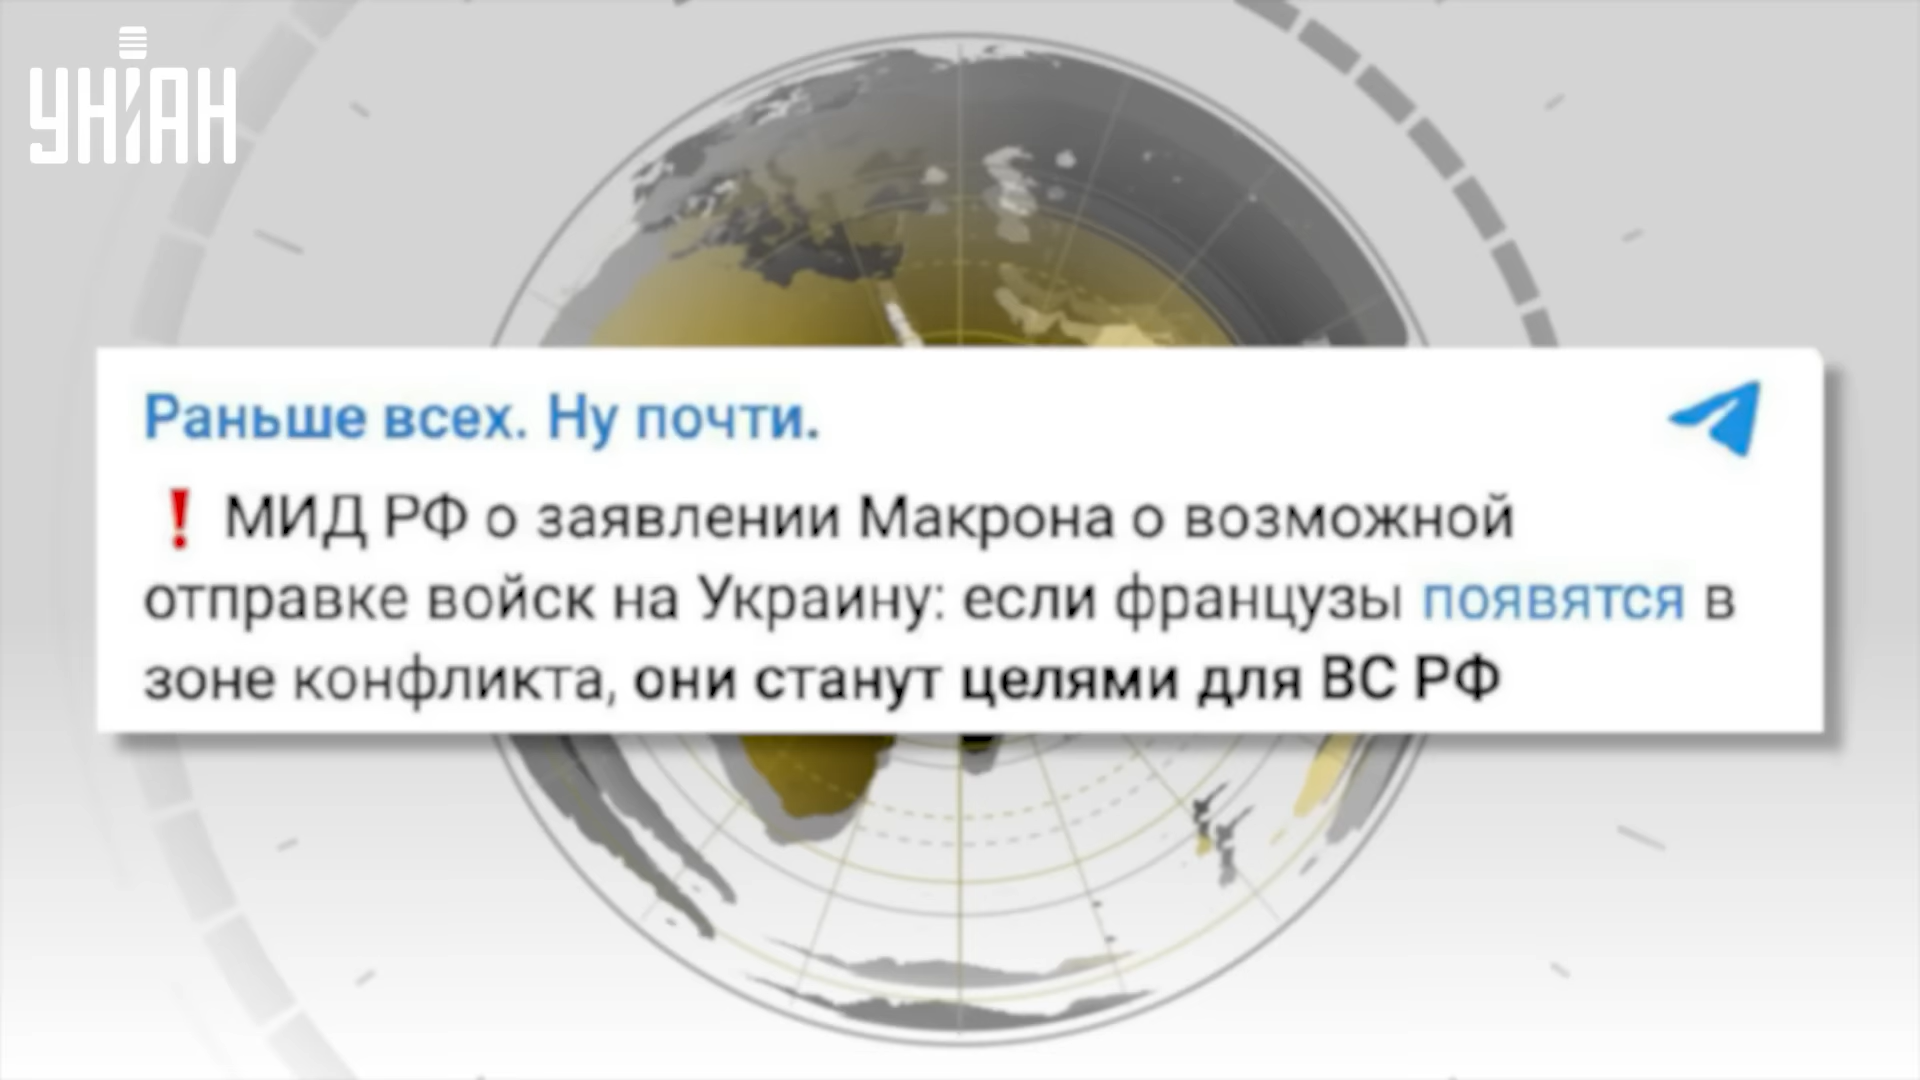 УНІАН
Раньше всех. Ну почти.
❗ МИД РФ о заявлении Макрона о возможной
отправке войск на Украину: если французы появятся в
зоне конфликта, они станут целями для ВС РФ